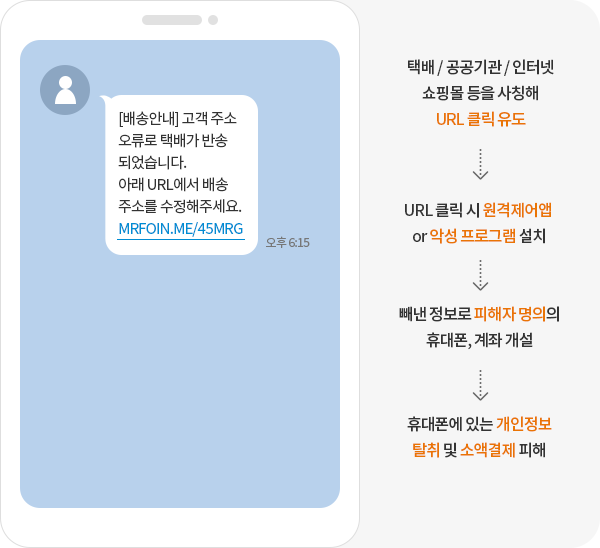 [배송안내] 고객 주소
오류로 택배가 반송
되었습니다.
아래 URL에서 배송
주소를 수정해주세요.
MRFOIN.ME/45MRG
오후 6:15
택배 / 공공기관 / 인터넷
쇼핑몰 등을 사칭해
URL 클릭 유도
URL 클릭 시 원격제어앱
or 악성 프로그램 설치
빼낸 정보로 피해자 명의의
휴대폰, 계좌 개설
휴대폰에 있는 개인정보
탈취 및 소액결제 피해